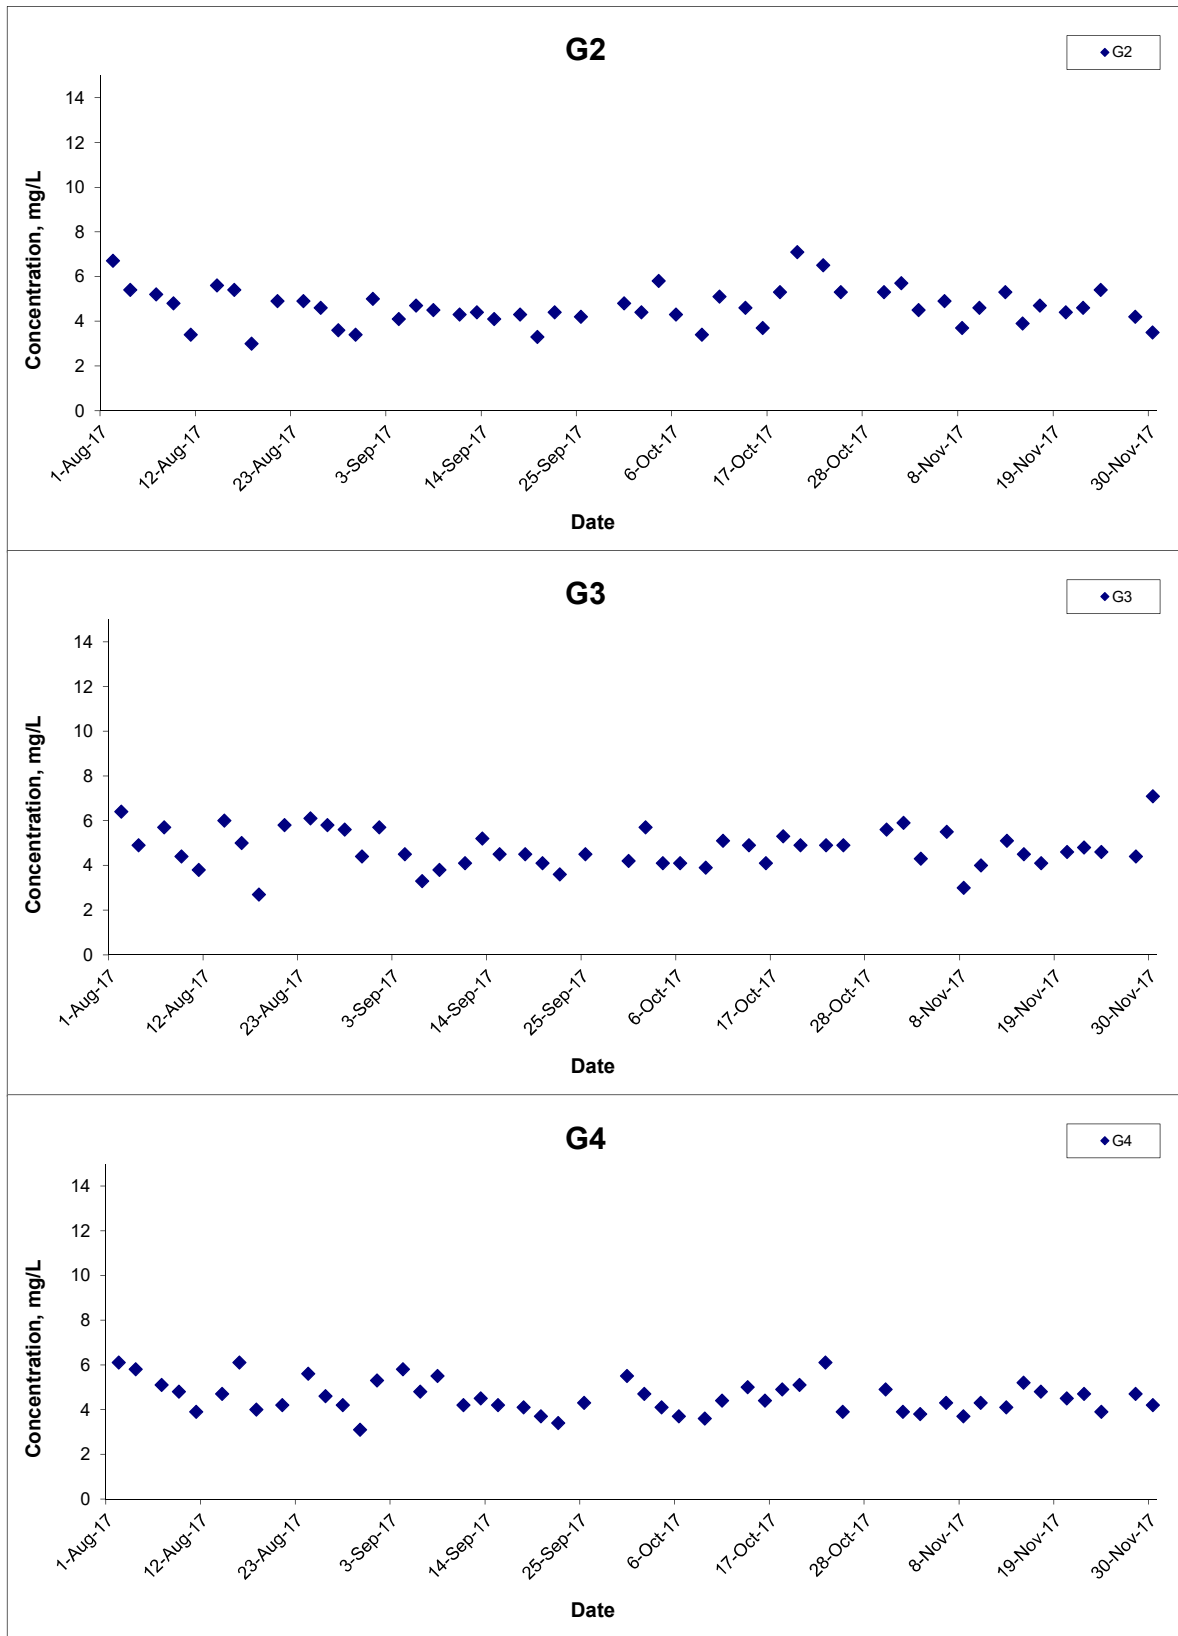 G2
G2
14
12
10
8
6
4
2
0
Concentration, mg/L
1-Aug-17
12-Aug-17
23-Aug-17
3-Sep-17
14-Sep-17
25-Sep-17
6-Oct-17
17-Oct-17
28-Oct-17
8-Nov-17
19-Nov-17
30-Nov-17
Date
G3
G3
14
12
10
8
6
4
2
0
Concentration, mg/L
1-Aug-17
12-Aug-17
23-Aug-17
3-Sep-17
14-Sep-17
25-Sep-17
6-Oct-17
17-Oct-17
28-Oct-17
8-Nov-17
19-Nov-17
30-Nov-17
Date
G4
G4
14
12
10
8
6
4
2
0
Concentration, mg/L
1-Aug-17
12-Aug-17
23-Aug-17
3-Sep-17
14-Sep-17
25-Sep-17
6-Oct-17
17-Oct-17
28-Oct-17
8-Nov-17
19-Nov-17
30-Nov-17
Date